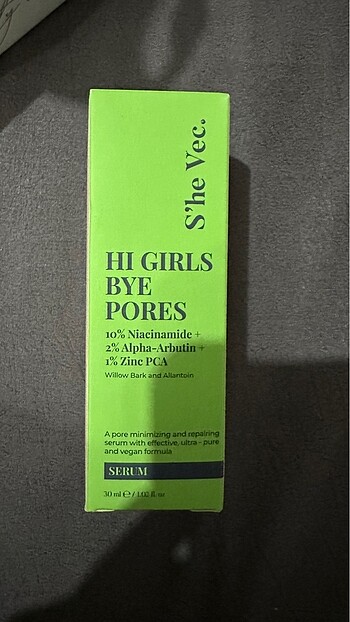 S'he Vec.
HI GIRLS
BYE
PORES
10% Niacinamide +
2% Alpha-Arbutin +
1% Zinc PCA
Willow Bark and Allantoin
A pore minimizing and repairing
serum with effective, ultra - pure
and vegan formula
SERUM
30 ml ℮ / 1.02 fl oz